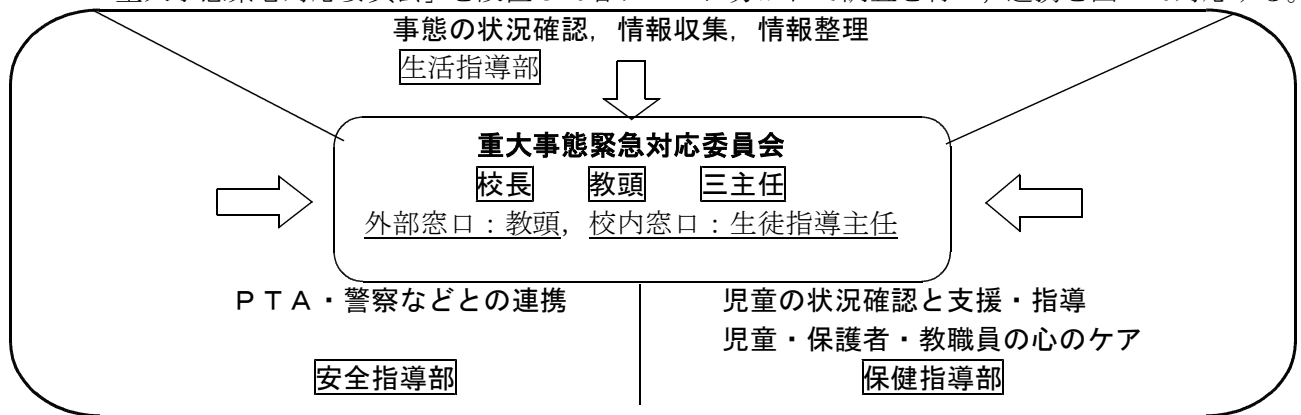 事態の状況確認，情報収集，情報整理
生活指導部
重大事態緊急対応委員会
校長 教頭 三主任
外部窓口：教頭，校内窓口：生徒指導主任
ＰＴＡ・警察などとの連携
安全指導部
児童の状況確認と支援・指導
児童・保護者・教職員の心のケア
保健指導部